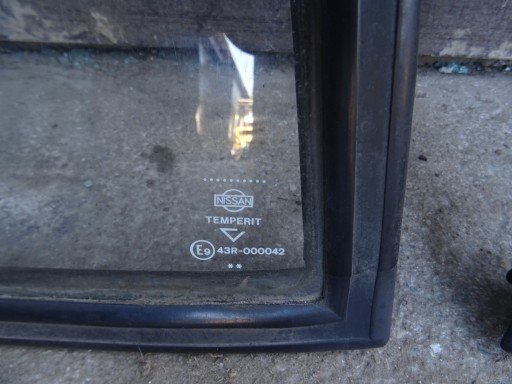 NISSAN
TEMPERIT
E9 43R-000042